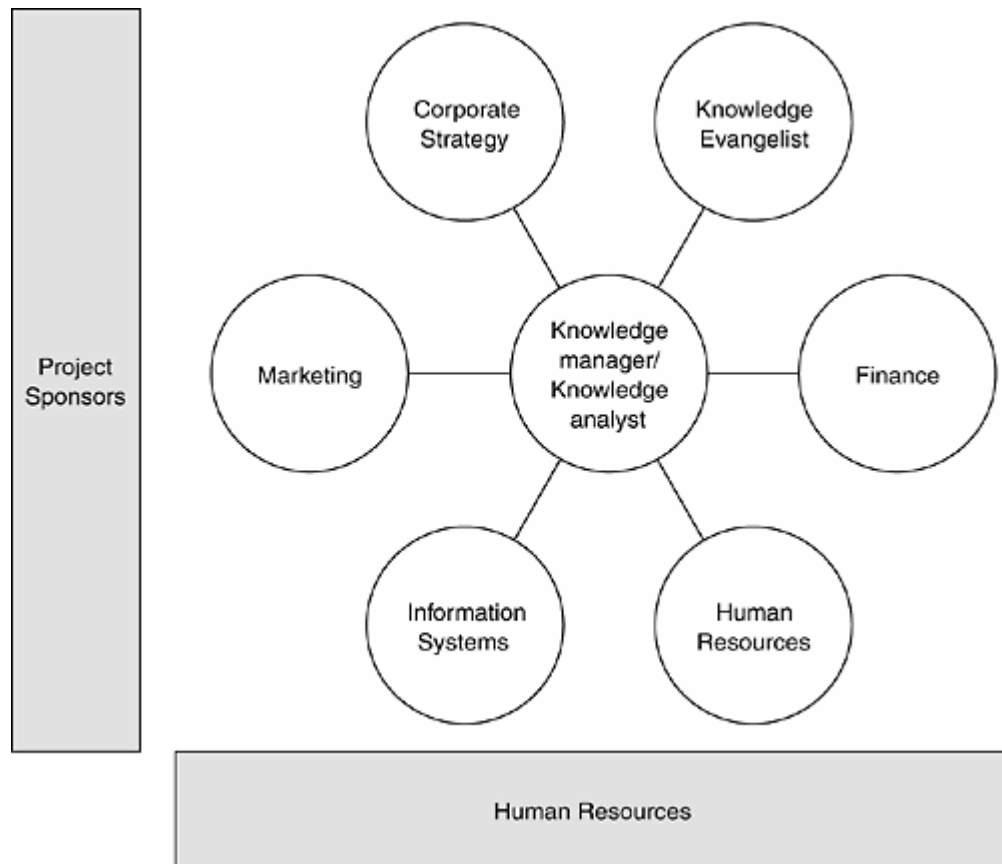 Corporate
Strategy
Knowledge
Evangelist
Project
Sponsors
Marketing
Knowledge
manager/
Knowledge
analyst
Finance
Information
Systems
Human
Resources
Human Resources